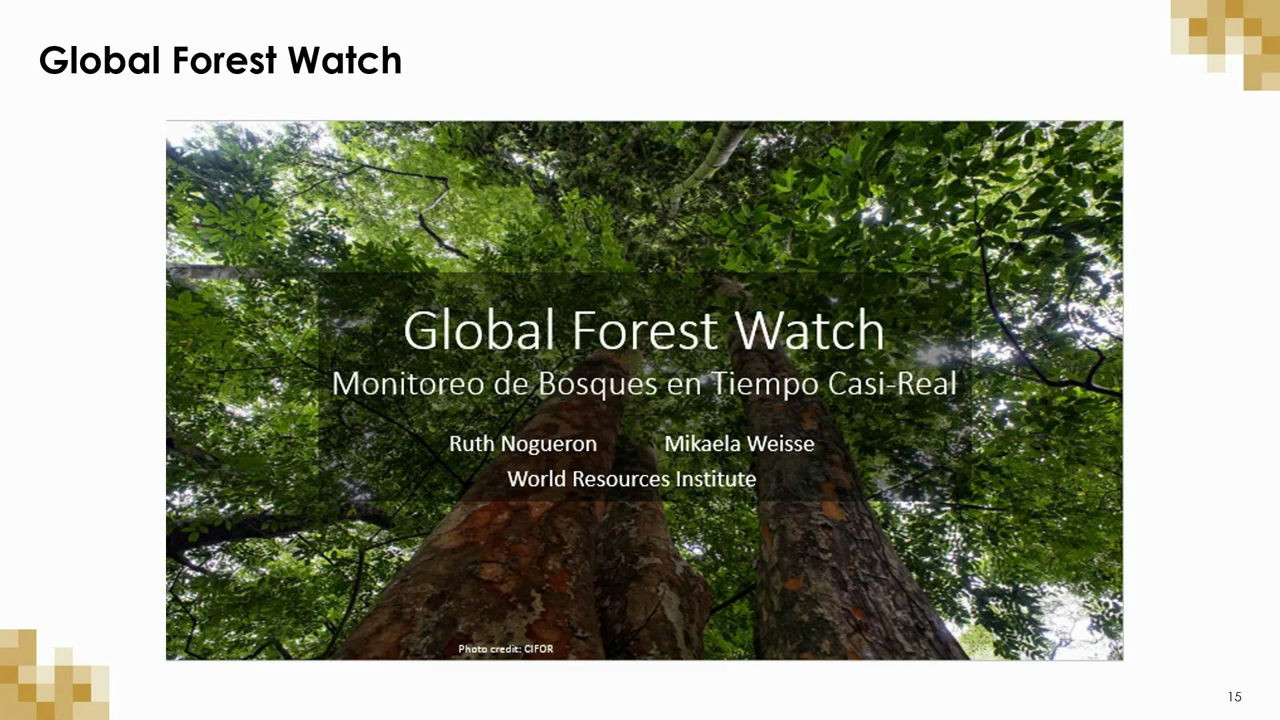 Global Forest Watch
Global Forest Watch
Monitoreo de Bosques en Tiempo Casi-Real
Ruth Nogueron Mikaela Weisse
World Resources Institute
Photo credit: CIFOR
15